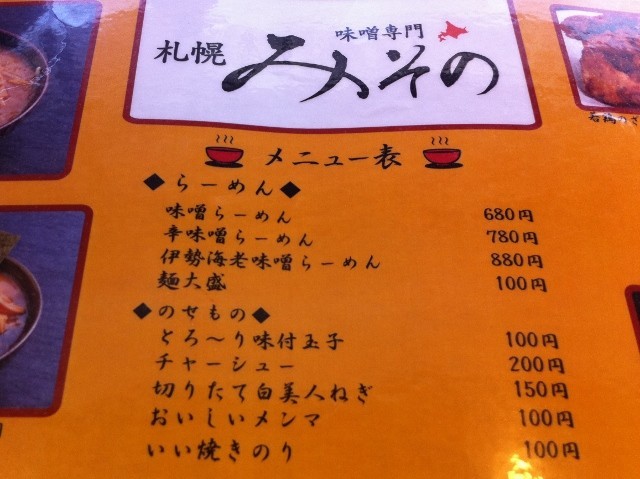 味噌専門
札幌 みその
メニュー表
◆らーめん◆
味噌らーめん 680円
辛味噌らーめん 780円
伊勢海老味噌らーめん 880円
麺大盛 100円
◆のせもの◆
とろ～り味付玉子 100円
チャーシュー 200円
切りたて白美人ねぎ 150円
おいしいメンマ 100円
いい焼きのり 100円